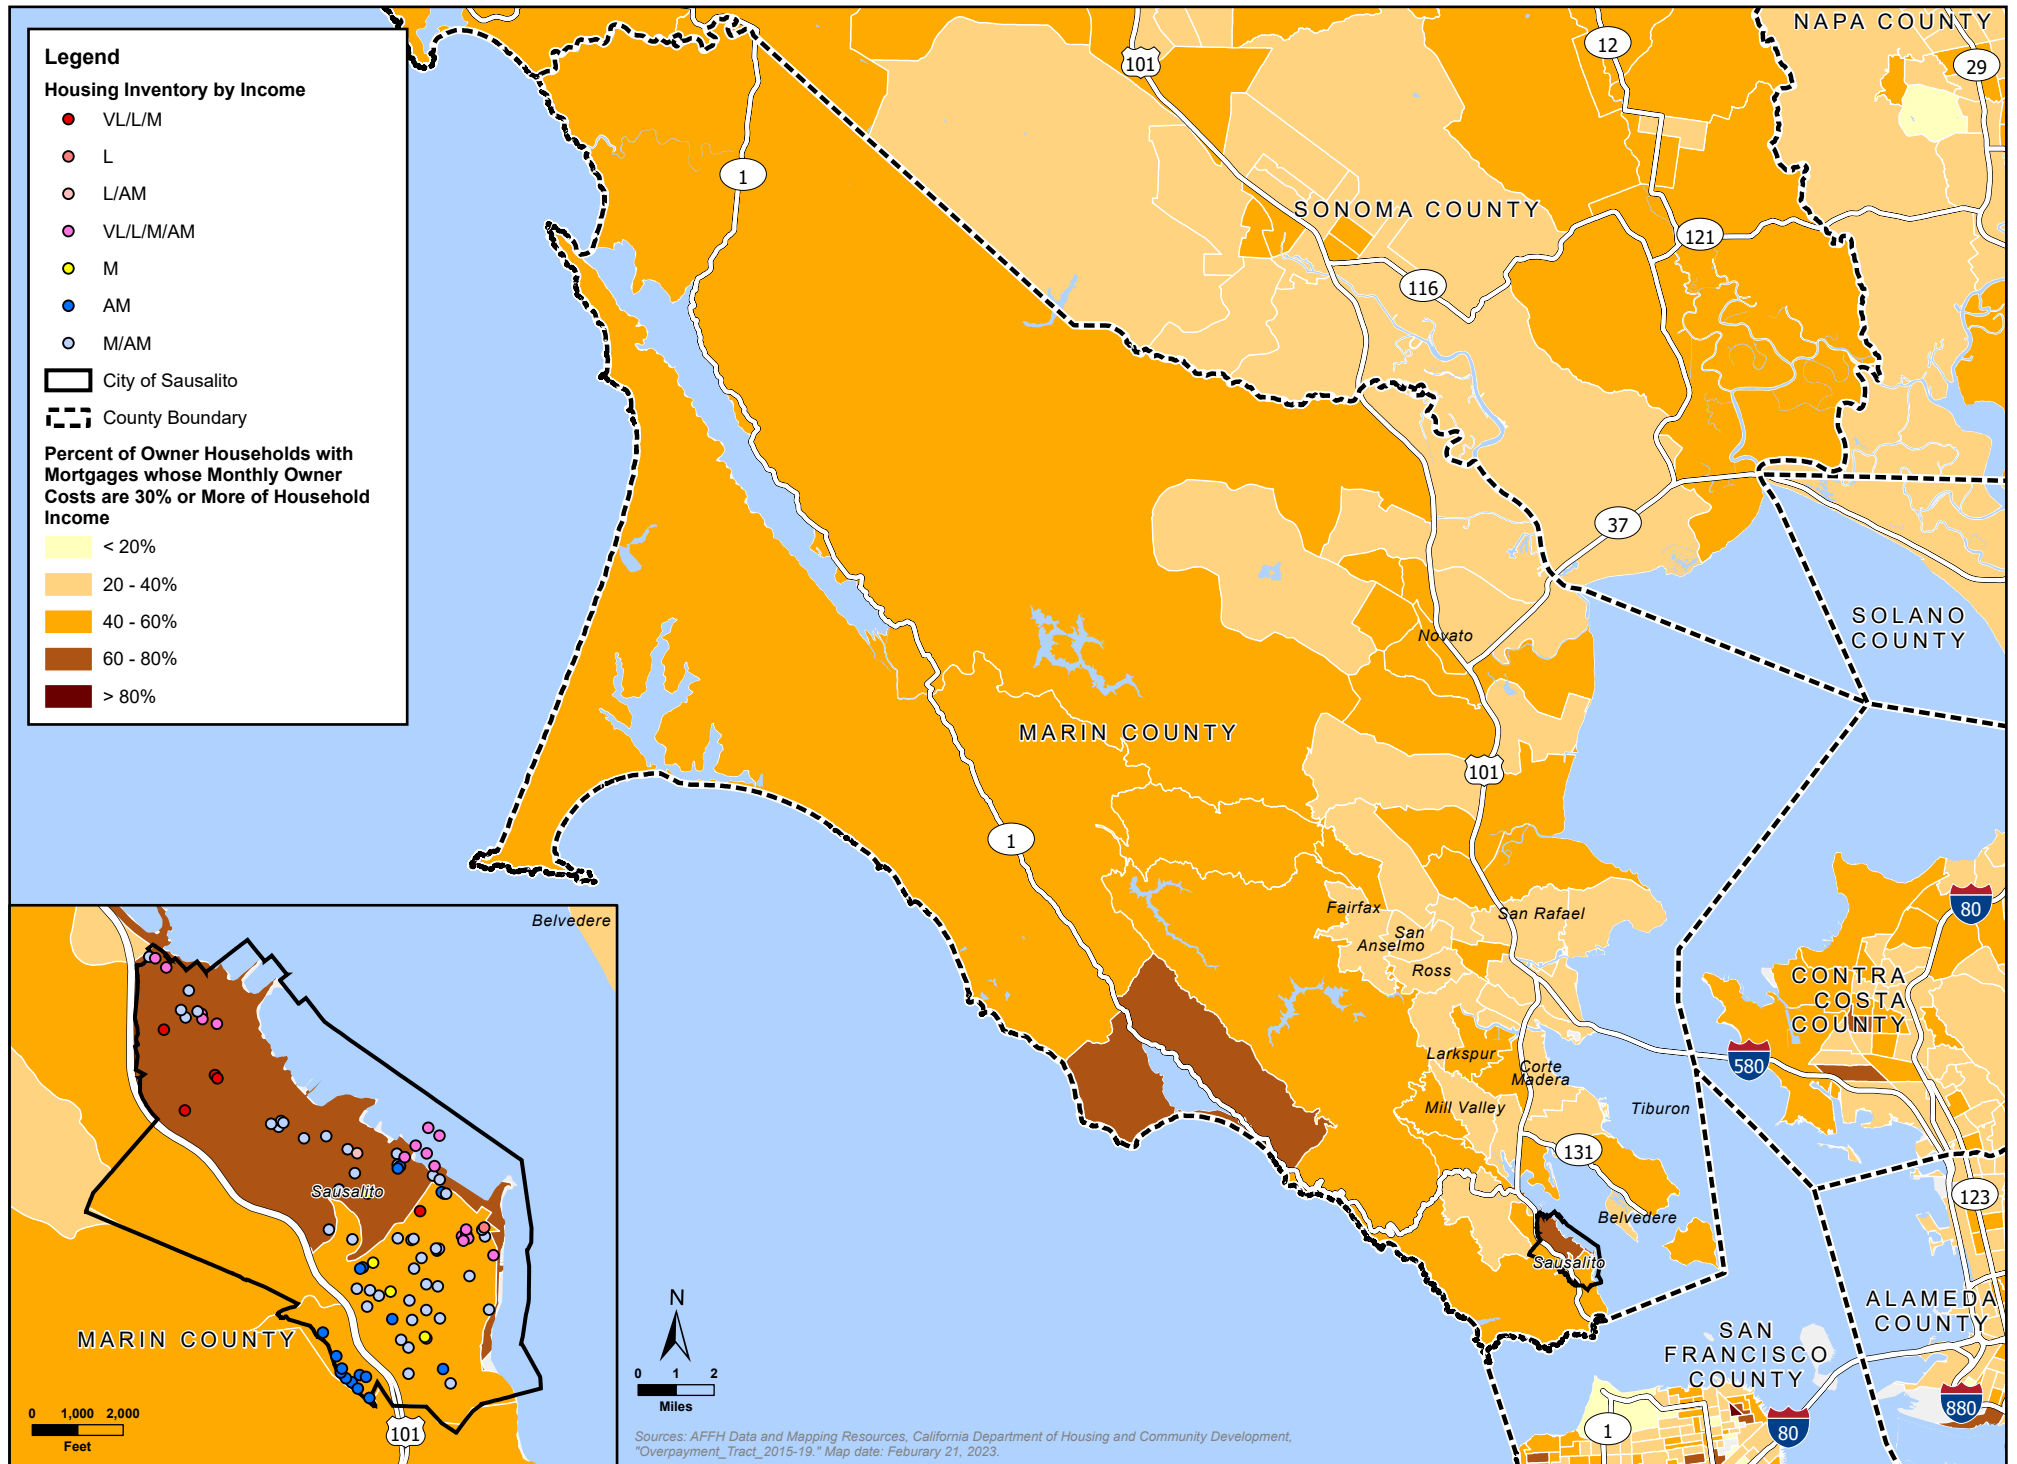 Legend
Housing Inventory by Income
VL/L/M
L
L/AM
VL/L/M/AM
M
AM
M/AM
City of Sausalito
County Boundary
Percent of Owner Households with
Mortgages whose Monthly Owner
Costs are 30% or More of Household
Income
< 20%
20 - 40%
40 - 60%
60 - 80%
> 80%
NAPA COUNTY
12
29
101
1
SONOMA COUNTY
121
116
37
SOLANO
COUNTY
Novato
MARIN COUNTY
101
1
Fairfax
San Rafael
San
Anselmo
Ross
80
CONTRA
COSTA
COUNTY
Larkspur
Corte
Madera
580
Mill Valley
Tiburon
131
123
Belvedere
Sausalito
ALAMEDA
COUNTY
SAN
FRANCISCO
COUNTY
1
80
880
Belvedere
Sausalito
MARIN COUNTY
101
0 1,000 2,000
Feet
N
0 1 2
Miles
Sources: AFFH Data and Mapping Resources, California Department of Housing and Community Development,
"Overpayment_Tract_2015-19." Map date: Feburary 21, 2023.